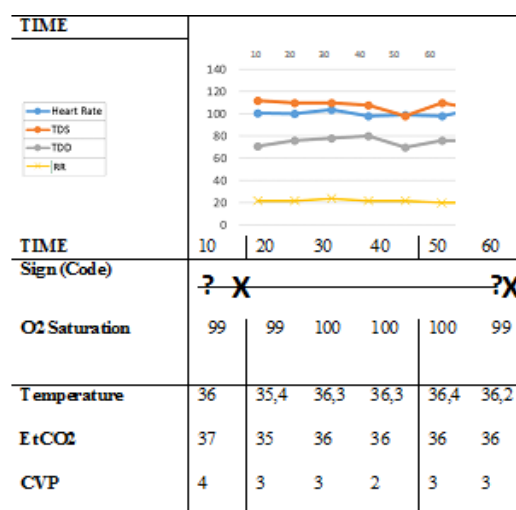 TIME
10 20 30 40 50 60
140
120
100
80
60
40
20
0
Heart Rate
TDS
TDD
RR
TIME 10 20 30 40 50 60
Sign (Code) ? X ?X
O2 Saturation 99 99 100 100 100 99
Temperature 36 35,4 36,3 36,3 36,4 36,2
EtCO2 37 35 36 36 36 36
CVP 4 3 3 2 3 3